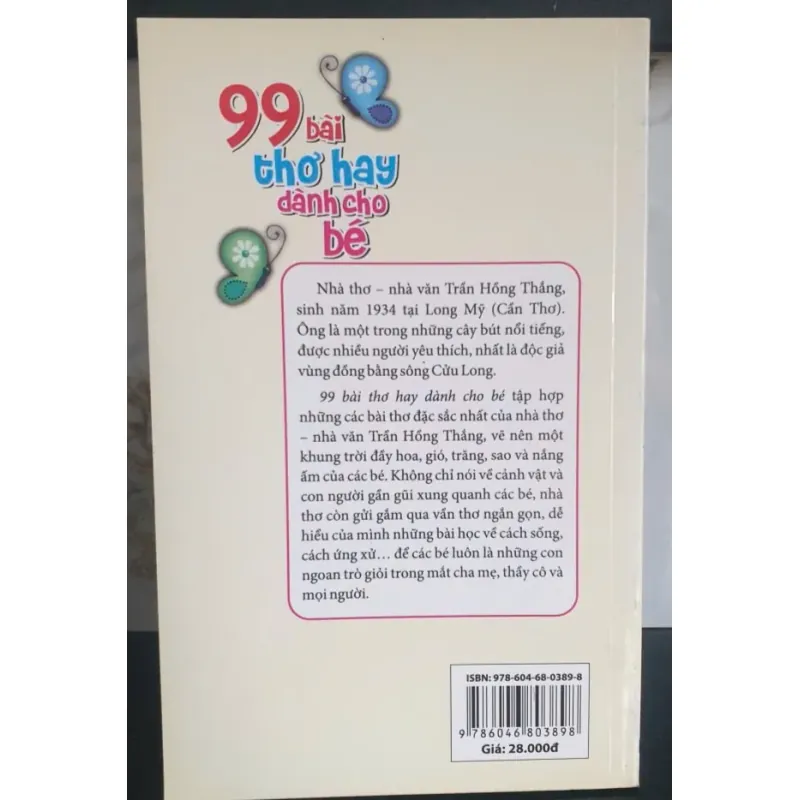 99 bài
thơ hay
dành cho
bé
Nhà thơ – nhà văn Trần Hồng Thắng,
sinh năm 1934 tại Long Mỹ (Cần Thơ).
Ông là một trong những cây bút nổi tiếng,
được nhiều người yêu thích, nhất là độc giả
vùng đồng bằng sông Cửu Long.
99 bài thơ hay dành cho bé tập hợp
những các bài thơ đặc sắc nhất của nhà thơ
– nhà văn Trần Hồng Thắng, vẽ nên một
khung trời đầy hoa, gió, trăng, sao và nắng
ấm của các bé. Không chỉ nói về cảnh vật và
con người gần gũi xung quanh các bé, nhà
thơ còn gửi gắm qua vần thơ ngắn gọn, dễ
hiểu của mình những bài học về cách sống,
cách ứng xử... để các bé luôn là những con
ngoan trò giỏi trong mắt cha mẹ, thầy cô và
mọi người.
ISBN: 978-604-68-0389-8
9 786046 803898
Giá: 28.000đ